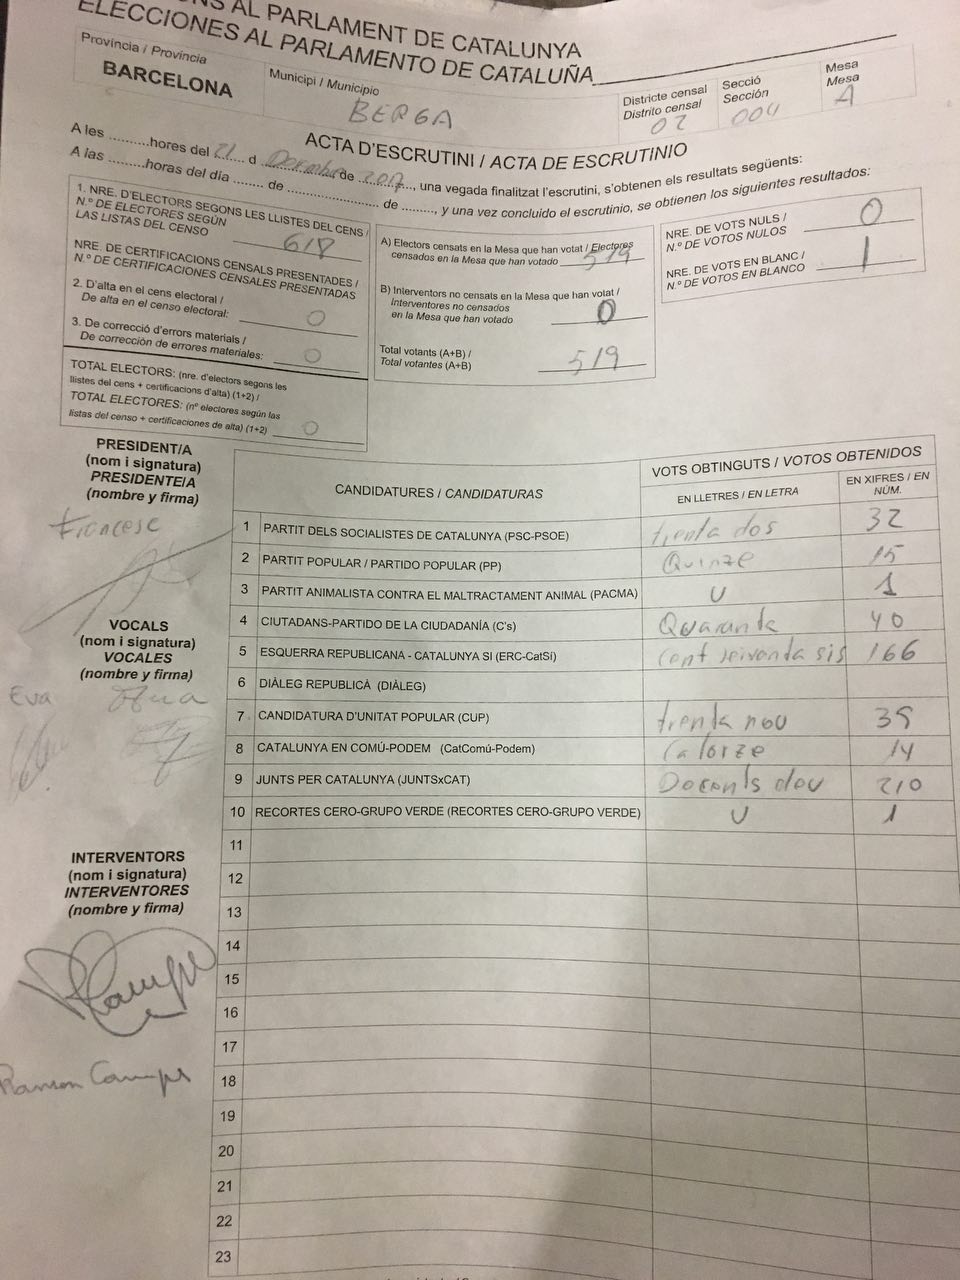 NS AL PARLAMENT DE CATALUNYA
ELECCIONES AL PARLAMENTO DE CATALUÑA
Província / Provincia
BARCELONA
Municipi / Municipio
BERGA
Districte censal
Distrito censal
02
Secció
Sección
004
Mesa
Mesa
A
ACTA D'ESCRUTINI / ACTA DE ESCRUTINIO
A les ..........hores del 21 d Desembre de 2017, una vegada finalitzat l'escrutini, s'obtenen els resultats següents:
A las ..........horas del día ........ de ........................ de ........, y una vez concluido el escrutinio, se obtienen los siguientes resultados:
1. NRE. D'ELECTORS SEGONS LES LLISTES DEL CENS /
N.º DE ELECTORES SEGÚN
LAS LISTAS DEL CENSO 618
NRE. DE CERTIFICACIONS CENSALS PRESENTADES /
N.º DE CERTIFICACIONES CENSALES PRESENTADAS
2. D'alta en el cens electoral /
De alta en el censo electoral: 0
3. De correcció d'errors materials /
De corrección de errores materiales: 0
TOTAL ELECTORS: (nre. d'electors segons les
llistes del cens + certificacions d'alta) (1+2) /
TOTAL ELECTORES: (nº electores según las
listas del censo + certificaciones de alta) (1+2) 0
A) Electors censats en la Mesa que han votat / Electores
censados en la Mesa que han votado 519
B) Interventors no censats en la Mesa que han votat /
Interventores no censados
en la Mesa que han votado 0
Total votants (A+B) /
Total votantes (A+B) 519
NRE. DE VOTS NULS /
N.º DE VOTOS NULOS 0
NRE. DE VOTS EN BLANC /
N.º DE VOTOS EN BLANCO 1
PRESIDENT/A
(nom i signatura)
PRESIDENTE/A
(nombre y firma)
Francesc
VOCALS
(nom i signatura)
VOCALES
(nombre y firma)
Eva
INTERVENTORS
(nom i signatura)
INTERVENTORES
(nombre y firma)
Ramon Camps
CANDIDATURES / CANDIDATURAS
VOTS OBTINGUTS / VOTOS OBTENIDOS
EN LLETRES / EN LETRA
EN XIFRES / EN NÚM.
1 PARTIT DELS SOCIALISTES DE CATALUNYA (PSC-PSOE) trenta dos 32
2 PARTIT POPULAR / PARTIDO POPULAR (PP) Quinze 15
3 PARTIT ANIMALISTA CONTRA EL MALTRACTAMENT ANIMAL (PACMA) U 1
4 CIUTADANS-PARTIDO DE LA CIUDADANÍA (C's) Quaranta 40
5 ESQUERRA REPUBLICANA - CATALUNYA SI (ERC-CatSí) cent seixanta sis 166
6 DIÀLEG REPUBLICÀ (DIÀLEG)
7 CANDIDATURA D'UNITAT POPULAR (CUP) trenta nou 39
8 CATALUNYA EN COMÚ-PODEM (CatComú-Podem) Catorze 14
9 JUNTS PER CATALUNYA (JUNTSxCAT) Docents deu 210
10 RECORTES CERO-GRUPO VERDE (RECORTES CERO-GRUPO VERDE) U 1
11
12
13
14
15
16
17
18
19
20
21
22
23